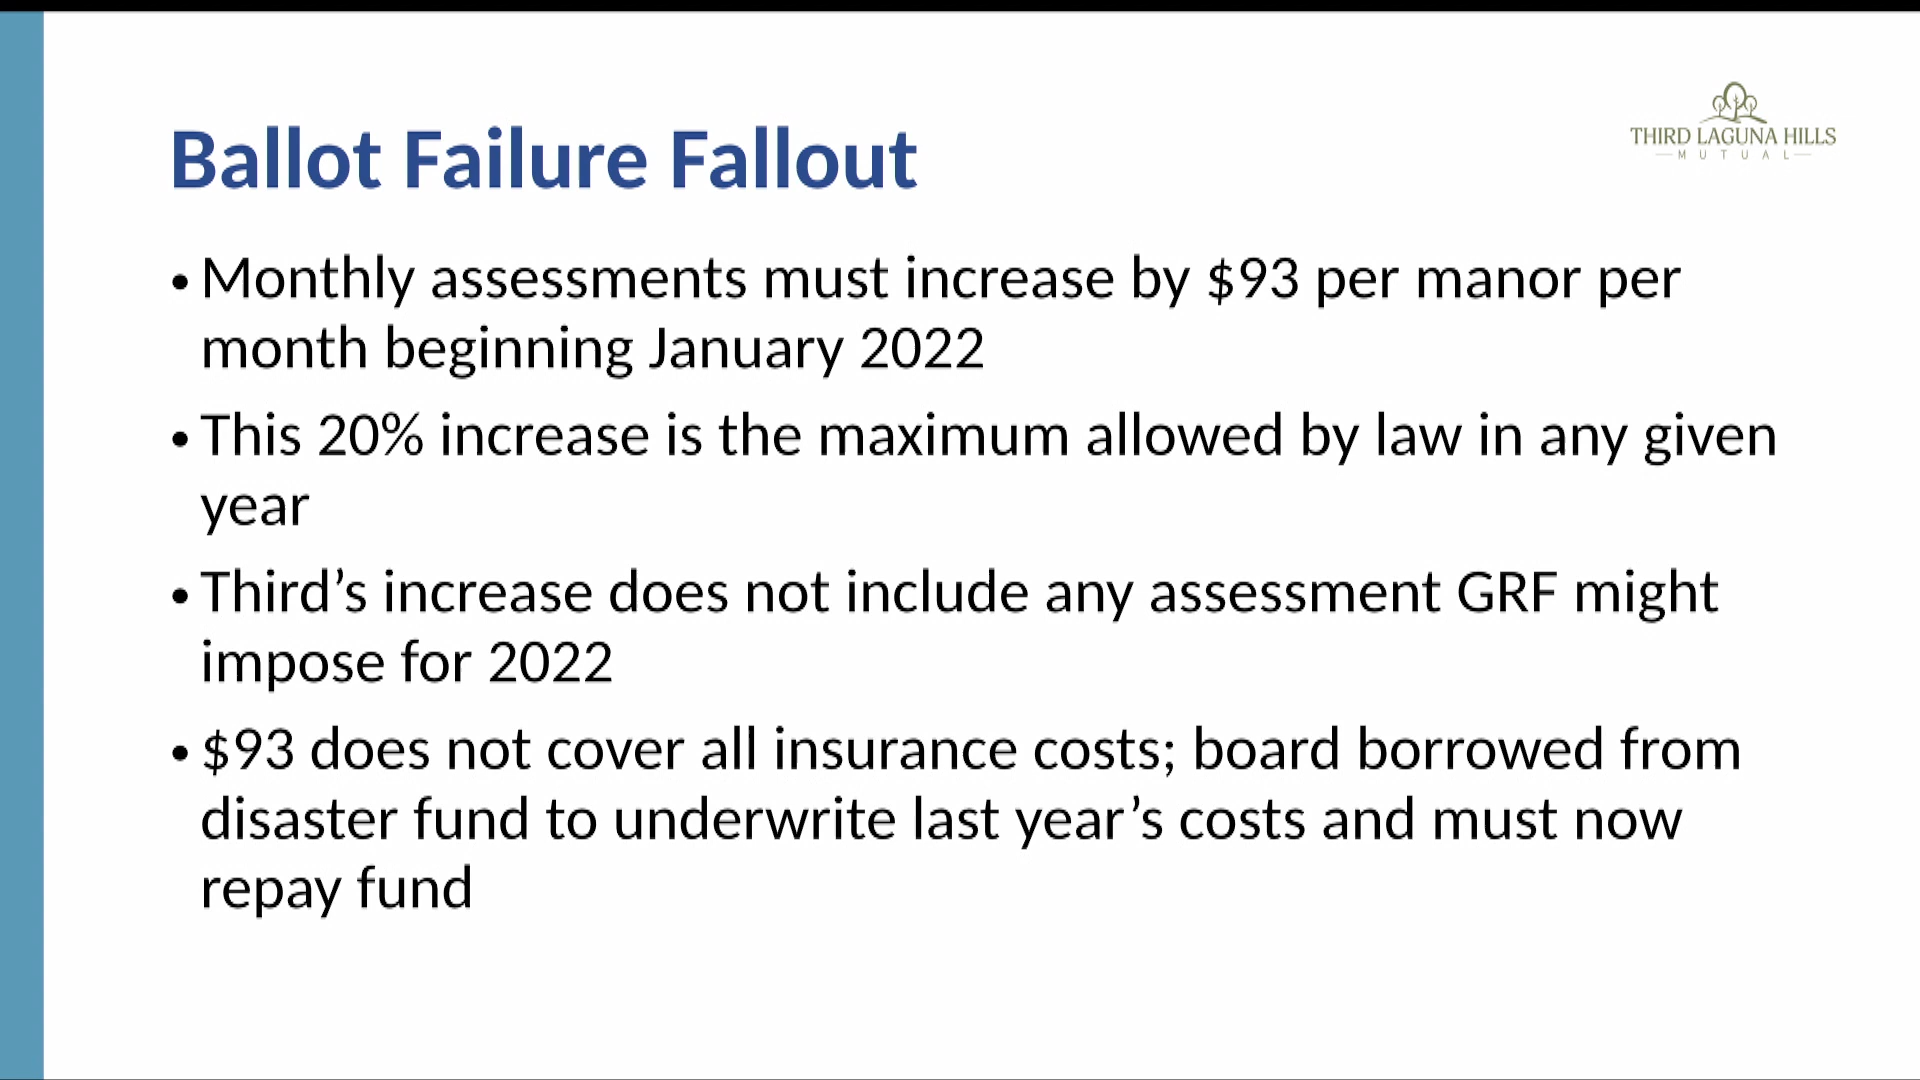 THIRD LAGUNA HILLS
MUTUAL
Ballot Failure Fallout
• Monthly assessments must increase by $93 per manor per
month beginning January 2022
• This 20% increase is the maximum allowed by law in any given
year
• Third’s increase does not include any assessment GRF might
impose for 2022
• $93 does not cover all insurance costs; board borrowed from
disaster fund to underwrite last year’s costs and must now
repay fund